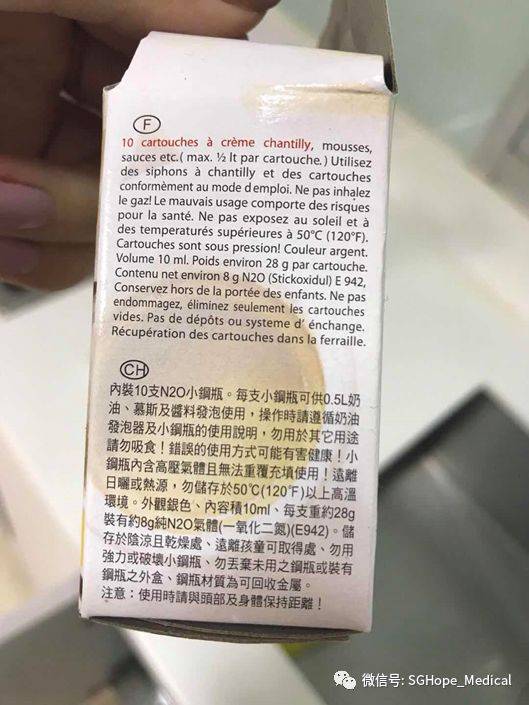 F
10 cartouches à crème chantilly, mousses,
sauces etc.( max. ½ lt par cartouche.) Utilisez
des siphons à chantilly et des cartouches
conformèment au mode d emploi. Ne pas inhalez
le gaz! Le mauvais usage comporte des risques
pour la santé. Ne pas exposez au soleil et à
des temperaturés supérieures à 50°C (120°F).
Cartouches sont sous pression! Couleur argent.
Volume 10 ml. Poids environ 28 g par cartouche.
Contenu net environ 8 g N2O (Stickoxidul) E 942,
Conservez hors de la portée des enfants. Ne pas
endommagez, éliminez seulement les cartouches
vides. Pas de dépôts ou systeme d' énchange.
Récupération des cartouches dans la ferraille.
CH
內裝10支N2O小鋼瓶。每支小鋼瓶可供0.5L奶
油、慕斯及醬料發泡使用，操作時請遵循奶油
發泡器及小鋼瓶的使用說明，勿用於其它用途
請勿吸食！錯誤的使用方式可能有害健康！小
鋼瓶內含高壓氣體且無法重覆充填使用！遠離
日曬或熱源，勿儲存於50℃(120℉)以上高溫
環境。外觀銀色、內容積10ml、每支重約28g
裝有約8g純N2O氣體(一氧化二氮)(E942)。儲
存於陰涼且乾燥處、遠離孩童可取得處、勿用
強力或破壞小鋼瓶、勿丟棄未用之鋼瓶或裝有
鋼瓶之外盒、鋼瓶材質為可回收金屬。
注意：使用時請與頭部及身體保持距離！
微信号: SGHope_Medical